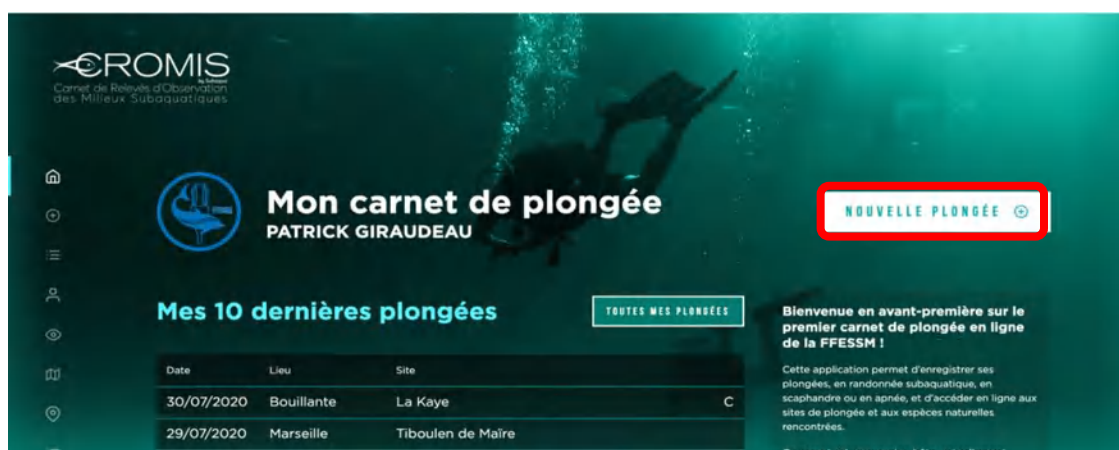 CROMIS
by Subaqua
Carnet de Relevés d'Observation
des Milieux Subaquatiques
Mon carnet de plongée
PATRICK GIRAUDEAU
NOUVELLE PLONGÉE
Mes 10 dernières plongées
TOUTES MES PLONGÉES
Date Lieu Site
30/07/2020 Bouillante La Kaye C
29/07/2020 Marseille Tiboulen de Maïre
Bienvenue en avant-première sur le
premier carnet de plongée en ligne
de la FFESSM !
Cette application permet d'enregistrer ses
plongées, en randonnée subaquatique, en
scaphandre ou en apnée, et d'accéder en ligne aux
sites de plongée et aux espèces naturelles
rencontrées.